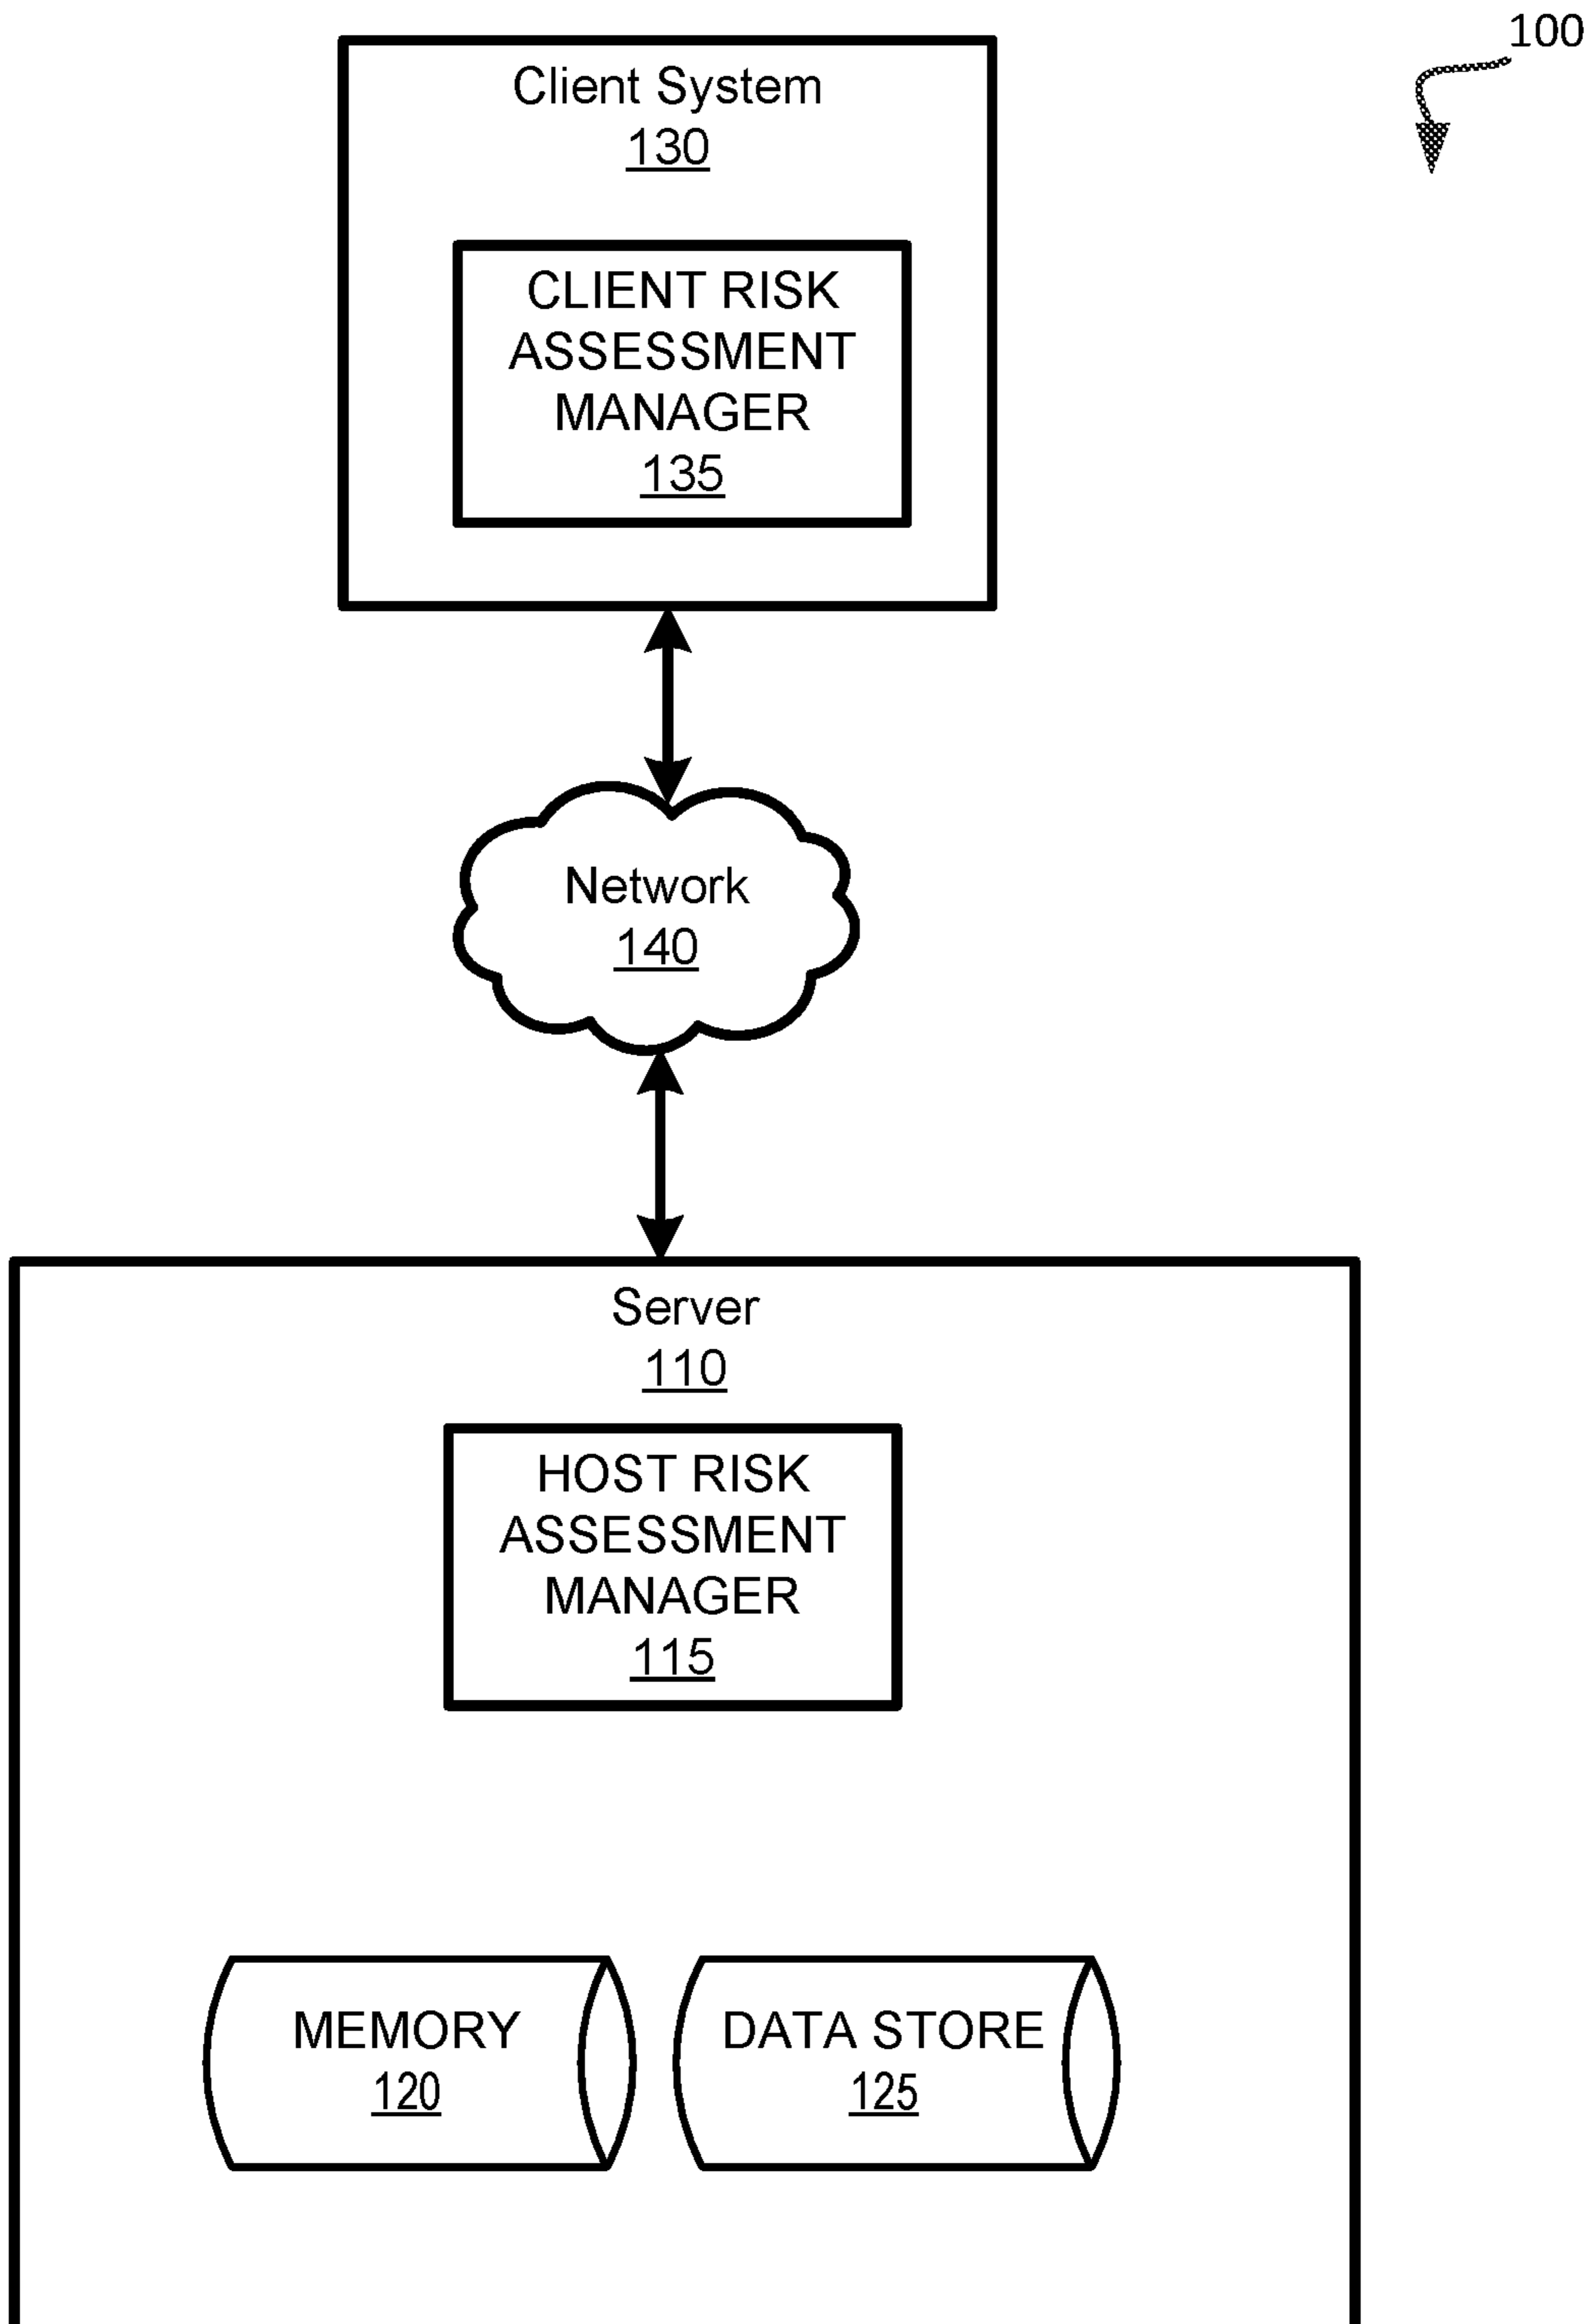 100
Client System
130
CLIENT RISK
ASSESSMENT
MANAGER
135
Network
140
Server
110
HOST RISK
ASSESSMENT
MANAGER
115
MEMORY
120
DATA STORE
125